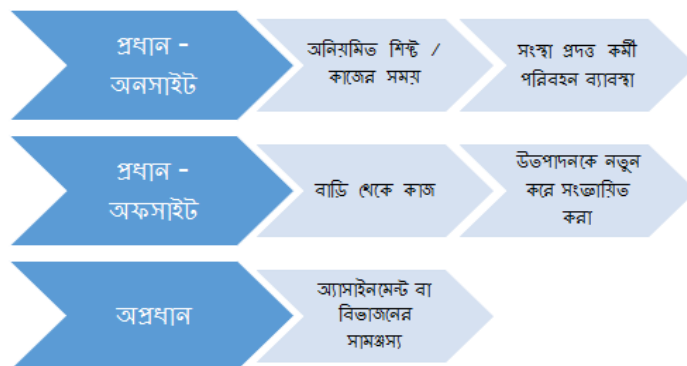 প্রধান -
অনসাইট
অনিয়মিত শিফ্ট /
কাজের সময়
সংস্থা প্রদত্ত কর্মী
পরিবহন ব্যাবস্থা
প্রধান -
অফসাইট
বাড়ি থেকে কাজ
উতপাদনকে নতুন
করে সংজ্ঞায়িত
করা
অপ্রধান
অ্যাসাইনমেন্ট বা
বিভাজনের
সামঞ্জস্য